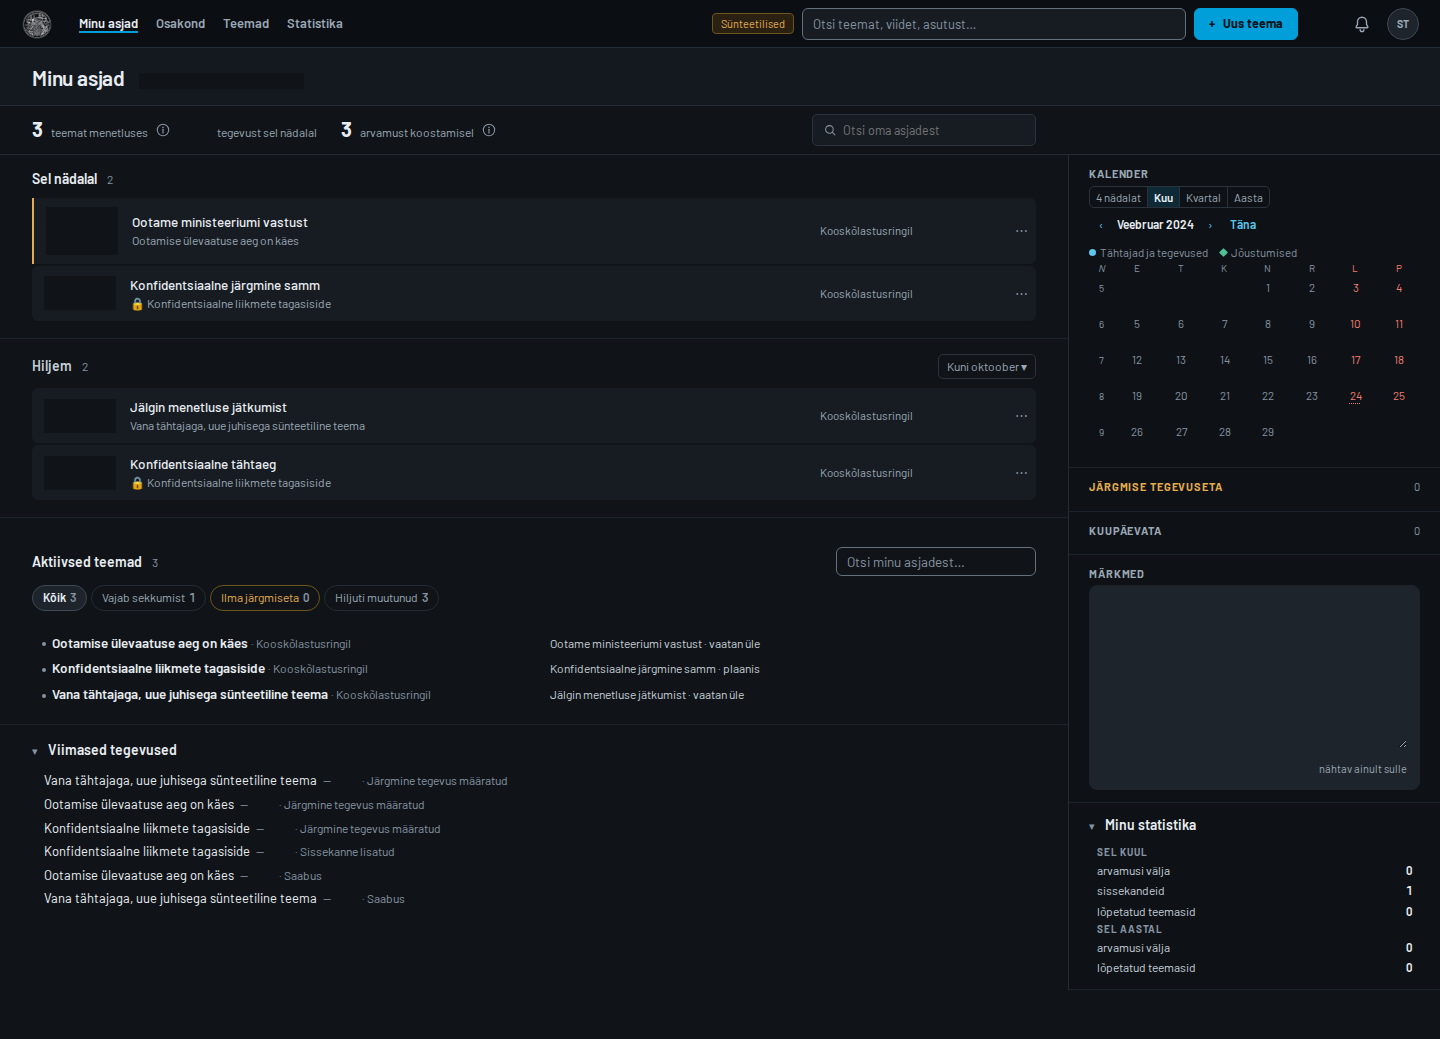 Minu asjad Osakond Teemad Statistika Sünteetilised Otsi teemat, viidet, asutust… + Uus teema ST
Minu asjad
3 teemat menetluses tegevust sel nädalal 3 arvamust koostamisel Otsi oma asjadest
Sel nädalal 2
Ootame ministeeriumi vastust
Ootamise ülevaatuse aeg on käes
Kooskõlastusringil ⋯
Konfidentsiaalne järgmine samm
🔒 Konfidentsiaalne liikmete tagasiside
Kooskõlastusringil ⋯
Hiljem 2 Kuni oktoober ▾
Jälgin menetluse jätkumist
Vana tähtajaga, uue juhisega sünteetiline teema
Kooskõlastusringil ⋯
Konfidentsiaalne tähtaeg
🔒 Konfidentsiaalne liikmete tagasiside
Kooskõlastusringil ⋯
Aktiivsed teemad 3 Otsi minu asjadest…
Kõik 3 Vajab sekkumist 1 Ilma järgmiseta 0 Hiljuti muutunud 3
• Ootamise ülevaatuse aeg on käes · Kooskõlastusringil Ootame ministeeriumi vastust · vaatan üle
• Konfidentsiaalne liikmete tagasiside · Kooskõlastusringil Konfidentsiaalne järgmine samm · plaanis
• Vana tähtajaga, uue juhisega sünteetiline teema · Kooskõlastusringil Jälgin menetluse jätkumist · vaatan üle
▾ Viimased tegevused
Vana tähtajaga, uue juhisega sünteetiline teema — · Järgmine tegevus määratud
Ootamise ülevaatuse aeg on käes — · Järgmine tegevus määratud
Konfidentsiaalne liikmete tagasiside — · Järgmine tegevus määratud
Konfidentsiaalne liikmete tagasiside — · Sissekanne lisatud
Ootamise ülevaatuse aeg on käes — · Saabus
Vana tähtajaga, uue juhisega sünteetiline teema — · Saabus
KALENDER
4 nädalat Kuu Kvartal Aasta
‹ Veebruar 2024 › Täna
Tähtajad ja tegevused Jõustumised
N E T K N R L P
5 1 2 3 4
6 5 6 7 8 9 10 11
7 12 13 14 15 16 17 18
8 19 20 21 22 23 24 25
9 26 27 28 29
JÄRGMISE TEGEVUSETA 0
KUUPÄEVATA 0
MÄRKMED
nähtav ainult sulle
▾ Minu statistika
SEL KUUL
arvamusi välja 0
sissekandeid 1
lõpetatud teemasid 0
SEL AASTAL
arvamusi välja 0
lõpetatud teemasid 0